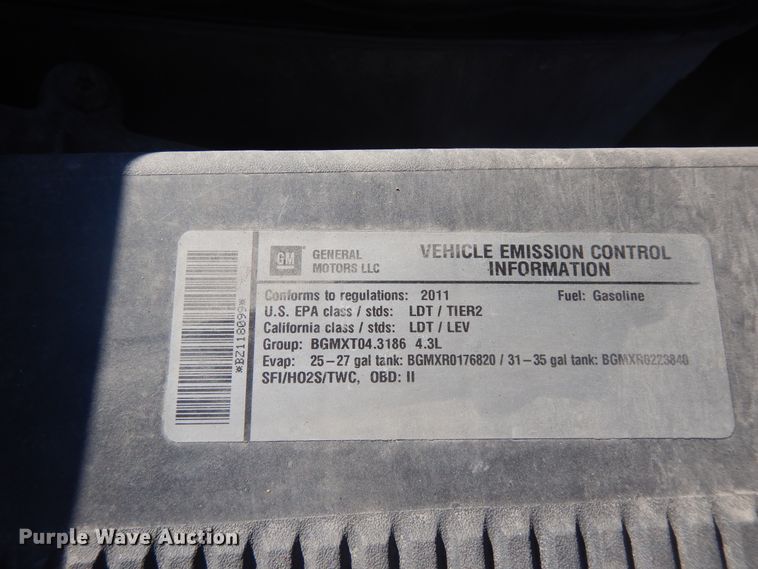 *BZ118099*
GM
GENERAL
MOTORS LLC
VEHICLE EMISSION CONTROL
INFORMATION
Conforms to regulations: 2011 Fuel: Gasoline
U.S. EPA class / stds: LDT / TIER2
California class / stds: LDT / LEV
Group: BGMXT04.3186 4.3L
Evap: 25-27 gal tank: BGMXR0176820 / 31-35 gal tank: BGMXR0223840
SFI/HO2S/TWC, OBD: II
Purple Wave Auction®